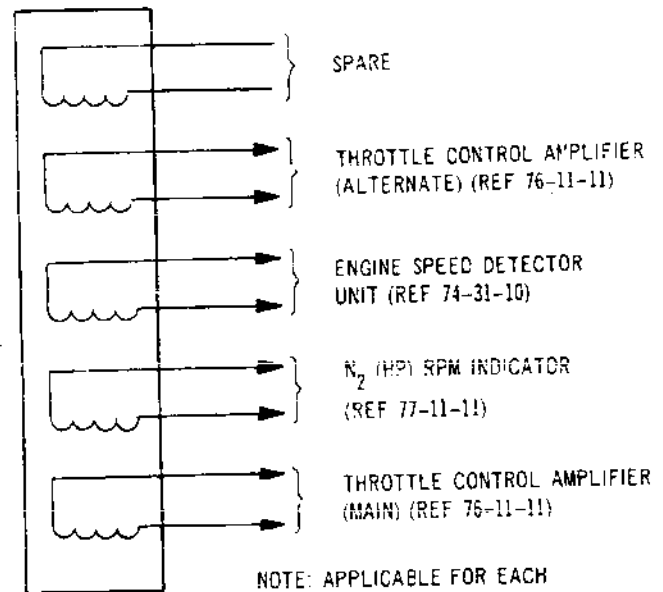 SPARE
THROTTLE CONTROL AMPLIFIER
(ALTERNATE) (REF 76-11-11)
ENGINE SPEED DETECTOR
UNIT (REF 74-31-10)
N₂ (HP) RPM INDICATOR
(REF 77-11-11)
THROTTLE CONTROL AMPLIFIER
(MAIN) (REF 76-11-11)
NOTE: APPLICABLE FOR EACH